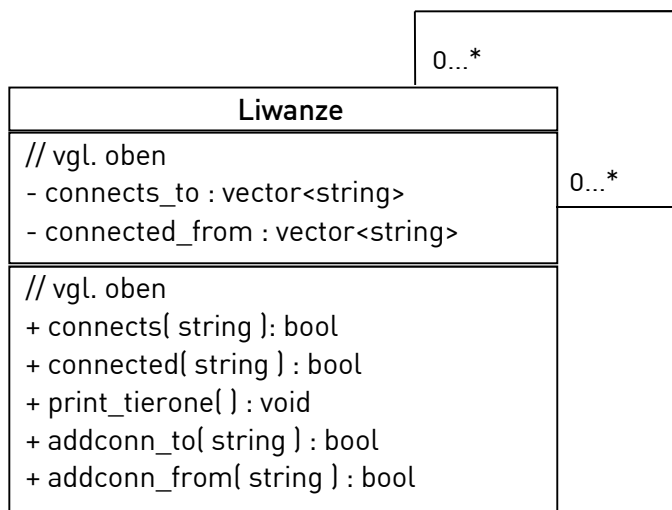 0...*
Liwanze
// vgl. oben
- connects_to : vector<string>
0...*
- connected_from : vector<string>
// vgl. oben
+ connects( string ): bool
+ connected( string ) : bool
+ print_tierone( ) : void
+ addconn_to( string ) : bool
+ addconn_from( string ) : bool